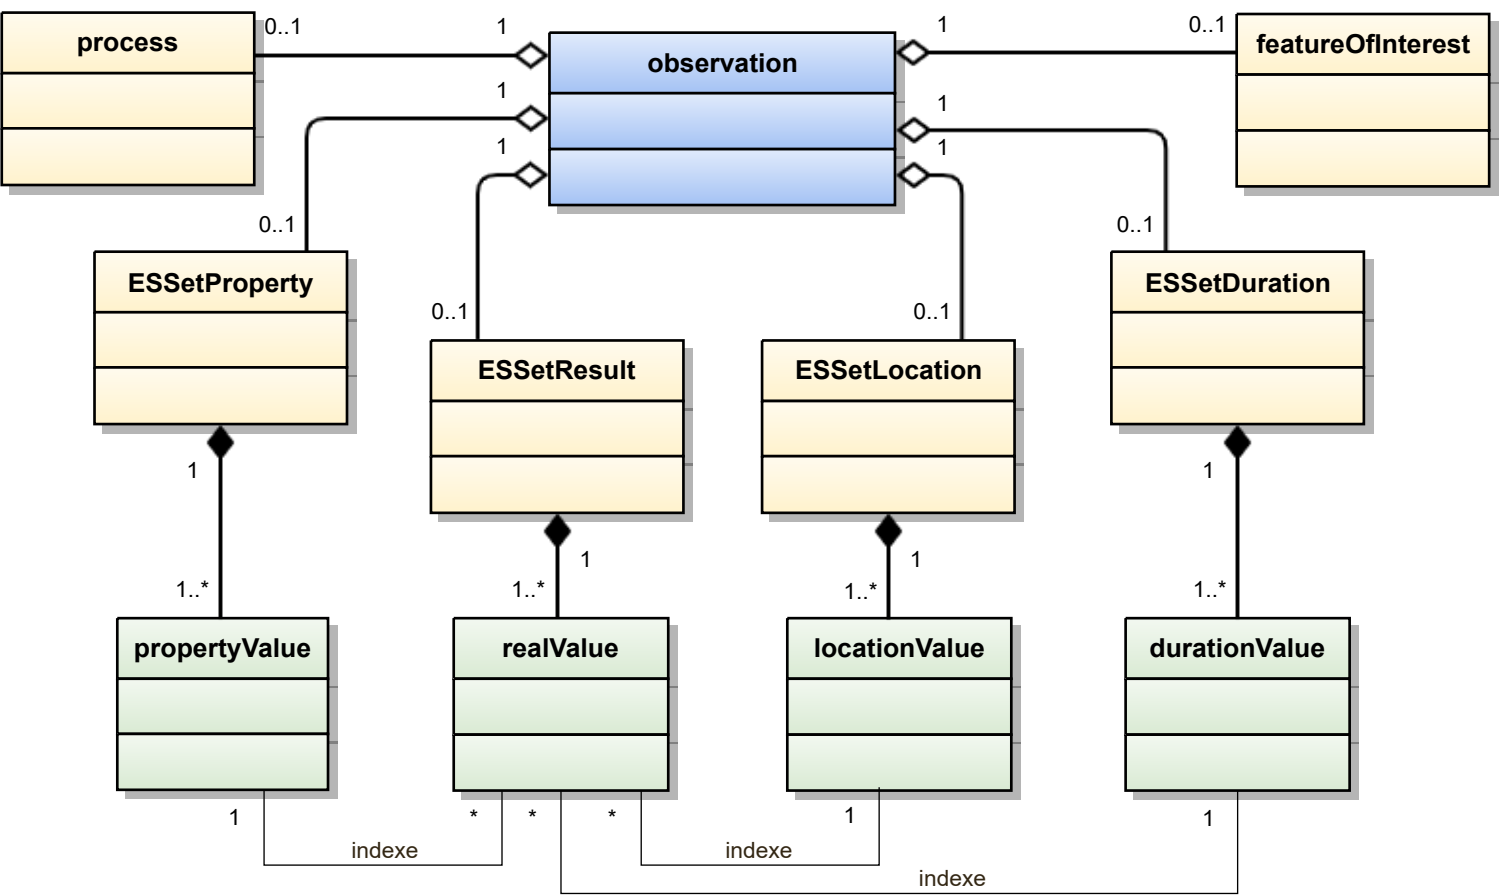 process
0..1
1
observation
1
0..1
featureOfInterest
1
1
1
1
0..1
0..1
ESSetProperty
ESSetDuration
0..1
0..1
ESSetResult
ESSetLocation
1
1
1
1
1..*
1..*
1..*
1..*
propertyValue
realValue
locationValue
durationValue
1
*
*
*
1
1
indexe
indexe
indexe